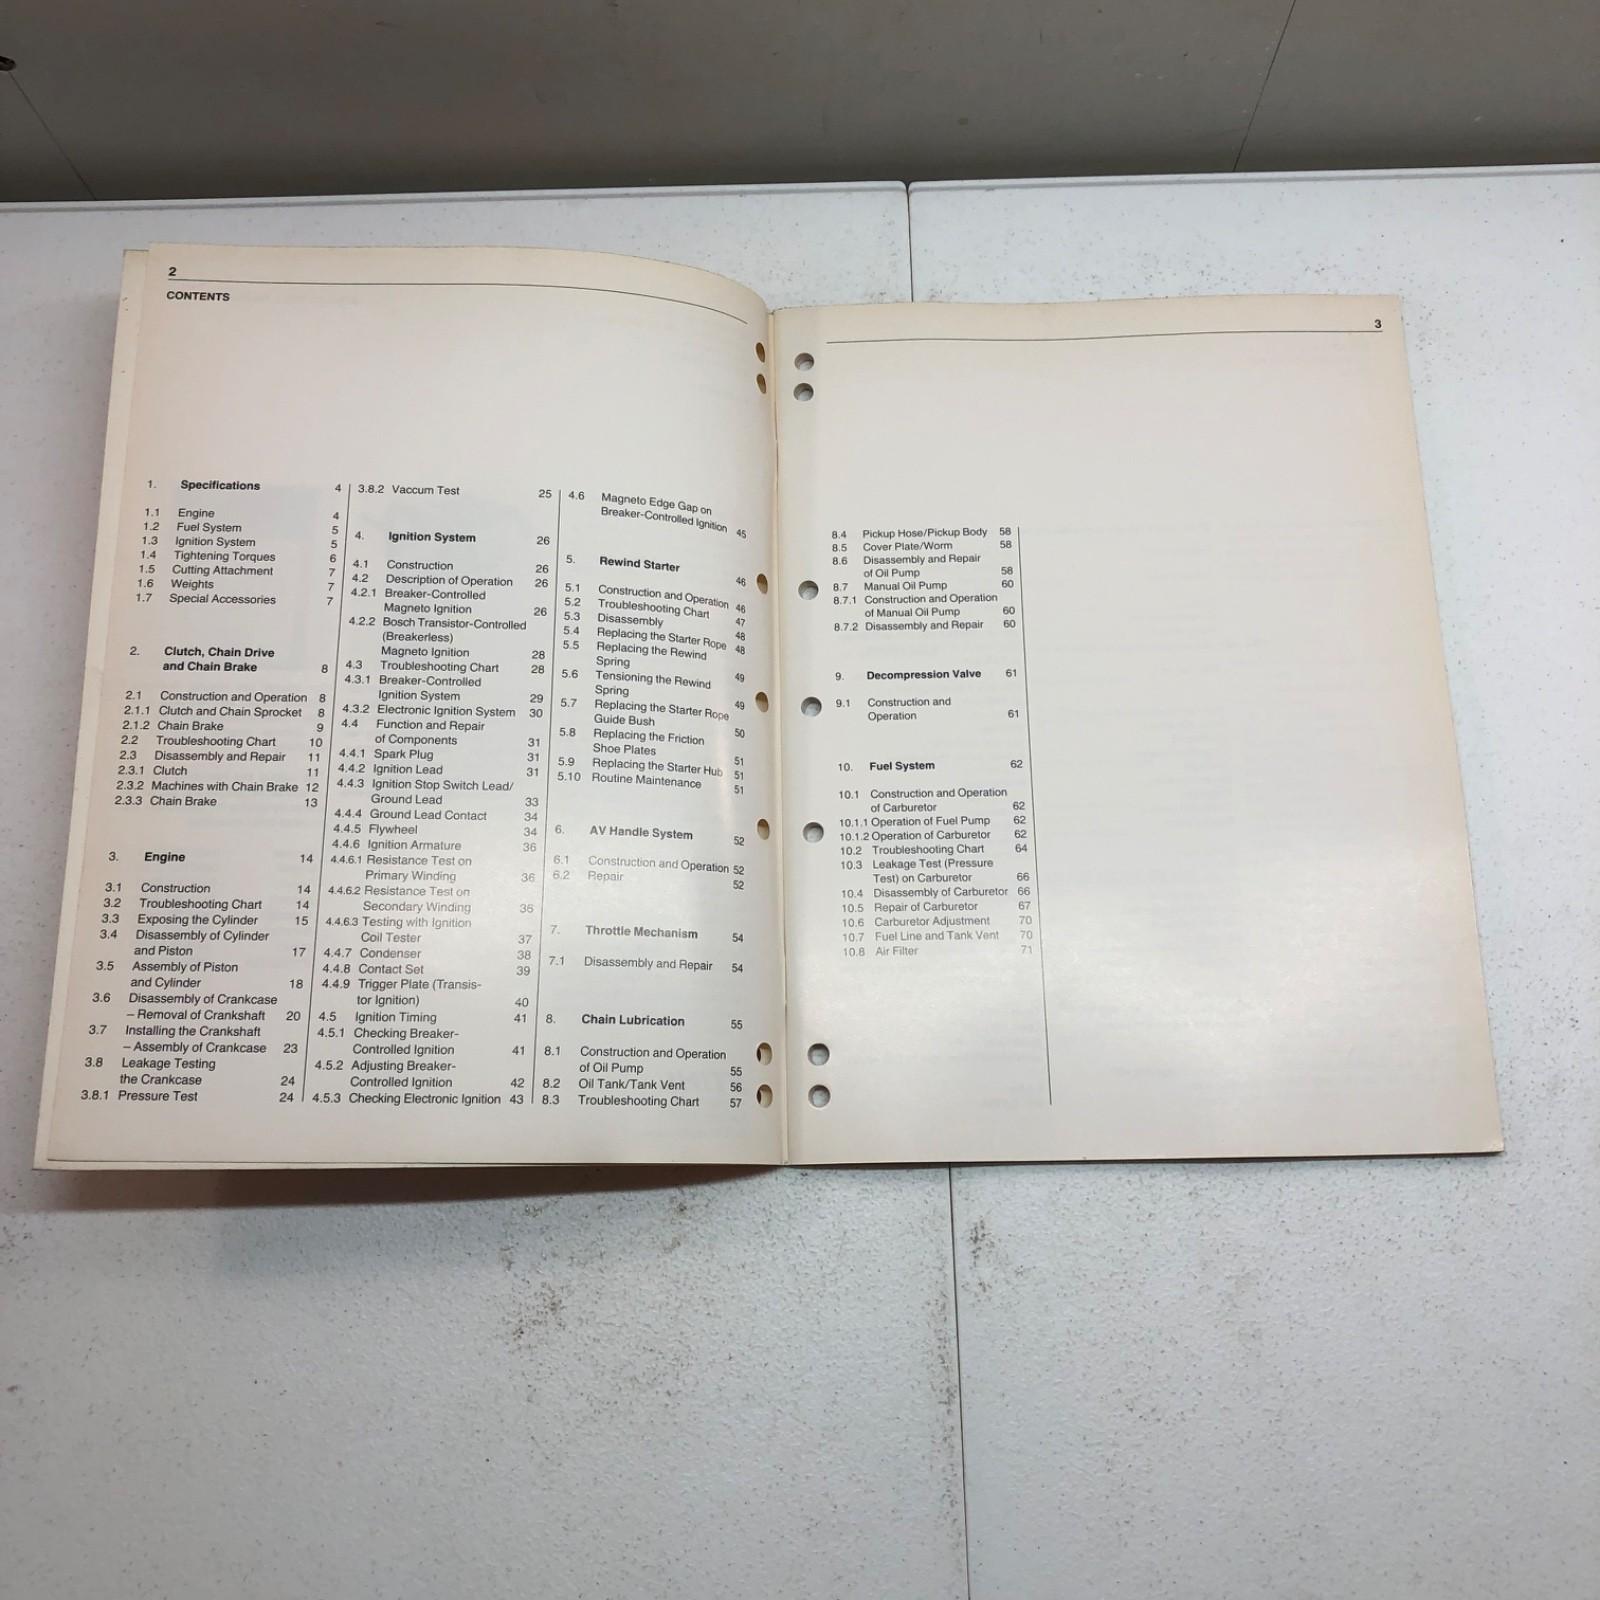 2
CONTENTS
1. Specifications 4
1.1 Engine 4
1.2 Fuel System 5
1.3 Ignition System 5
1.4 Tightening Torques 6
1.5 Cutting Attachment 7
1.6 Weights 7
1.7 Special Accessories 7
2. Clutch, Chain Drive
and Chain Brake 8
2.1 Construction and Operation 8
2.1.1 Clutch and Chain Sprocket 8
2.1.2 Chain Brake 9
2.2 Troubleshooting Chart 10
2.3 Disassembly and Repair 11
2.3.1 Clutch 11
2.3.2 Machines with Chain Brake 12
2.3.3 Chain Brake 13
3. Engine 14
3.1 Construction 14
3.2 Troubleshooting Chart 14
3.3 Exposing the Cylinder 15
3.4 Disassembly of Cylinder
and Piston 17
3.5 Assembly of Piston
and Cylinder 18
3.6 Disassembly of Crankcase
– Removal of Crankshaft 20
3.7 Installing the Crankshaft
– Assembly of Crankcase 23
3.8 Leakage Testing
the Crankcase 24
3.8.1 Pressure Test 24
3.8.2 Vaccum Test 25
4. Ignition System 26
4.1 Construction 26
4.2 Description of Operation 26
4.2.1 Breaker-Controlled
Magneto Ignition 26
4.2.2 Bosch Transistor-Controlled
(Breakerless)
Magneto Ignition 28
4.3 Troubleshooting Chart 28
4.3.1 Breaker-Controlled
Ignition System 29
4.3.2 Electronic Ignition System 30
4.4 Function and Repair
of Components 31
4.4.1 Spark Plug 31
4.4.2 Ignition Lead 31
4.4.3 Ignition Stop Switch Lead/
Ground Lead 33
4.4.4 Ground Lead Contact 34
4.4.5 Flywheel 34
4.4.6 Ignition Armature 36
4.4.6.1 Resistance Test on
Primary Winding 36
4.4.6.2 Resistance Test on
Secondary Winding 36
4.4.6.3 Testing with Ignition
Coil Tester 37
4.4.7 Condenser 38
4.4.8 Contact Set 39
4.4.9 Trigger Plate (Transis-
tor Ignition) 40
4.5 Ignition Timing 41
4.5.1 Checking Breaker-
Controlled Ignition 41
4.5.2 Adjusting Breaker-
Controlled Ignition 42
4.5.3 Checking Electronic Ignition 43
4.6 Magneto Edge Gap on
Breaker-Controlled Ignition 45
5. Rewind Starter 46
5.1 Construction and Operation 46
5.2 Troubleshooting Chart 47
5.3 Disassembly 48
5.4 Replacing the Starter Rope 48
5.5 Replacing the Rewind
Spring 49
5.6 Tensioning the Rewind
Spring 49
5.7 Replacing the Starter Rope
Guide Bush 50
5.8 Replacing the Friction
Shoe Plates 51
5.9 Replacing the Starter Hub 51
5.10 Routine Maintenance 51
6. AV Handle System 52
6.1 Construction and Operation 52
6.2 Repair 52
7. Throttle Mechanism 54
7.1 Disassembly and Repair 54
8. Chain Lubrication 55
8.1 Construction and Operation
of Oil Pump 55
8.2 Oil Tank/Tank Vent 56
8.3 Troubleshooting Chart 57
3
8.4 Pickup Hose/Pickup Body 58
8.5 Cover Plate/Worm 58
8.6 Disassembly and Repair
of Oil Pump 58
8.7 Manual Oil Pump 60
8.7.1 Construction and Operation
of Manual Oil Pump 60
8.7.2 Disassembly and Repair 60
9. Decompression Valve 61
9.1 Construction and
Operation 61
10. Fuel System 62
10.1 Construction and Operation
of Carburetor 62
10.1.1 Operation of Fuel Pump 62
10.1.2 Operation of Carburetor 62
10.2 Troubleshooting Chart 64
10.3 Leakage Test (Pressure
Test) on Carburetor 66
10.4 Disassembly of Carburetor 66
10.5 Repair of Carburetor 67
10.6 Carburetor Adjustment 70
10.7 Fuel Line and Tank Vent 70
10.8 Air Filter 71